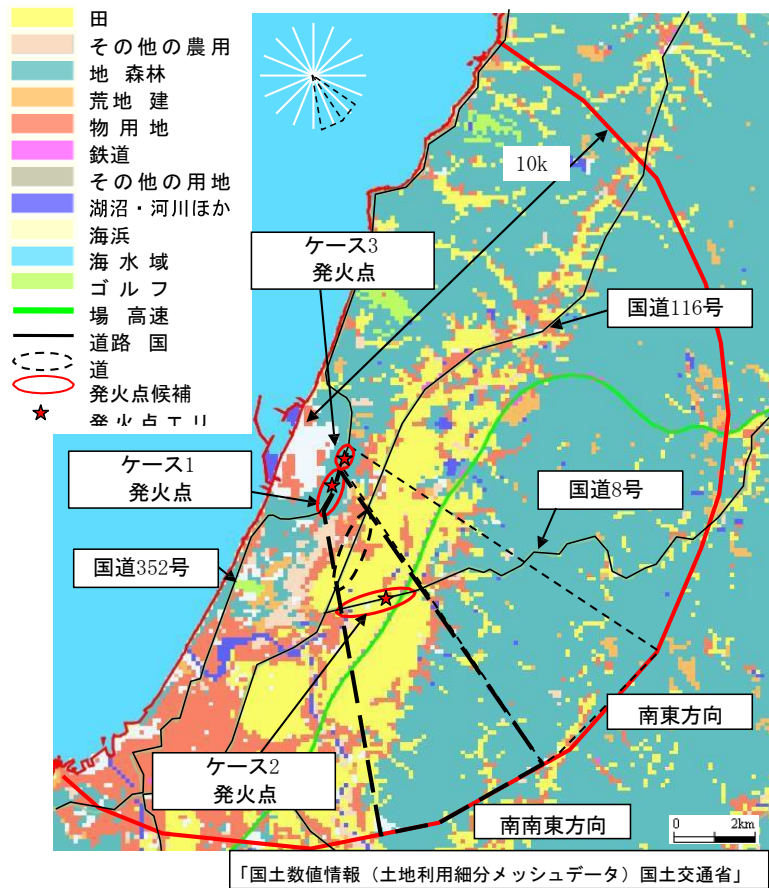 田
その他の農用
地 森林
荒地 建
物 用 地
鉄道
その他の用地
湖沼・河川ほか
海浜
海 水 域
ゴ ル フ
場 高速
道路 国
道
発火点候補
発火点エリ
10k
ケース3
発火点
国道116号
ケース1
発火点
国道8号
国道352号
南東方向
ケース2
発火点
南南東方向
0 2km
「国土数値情報（土地利用細分メッシュデータ）国土交通省」